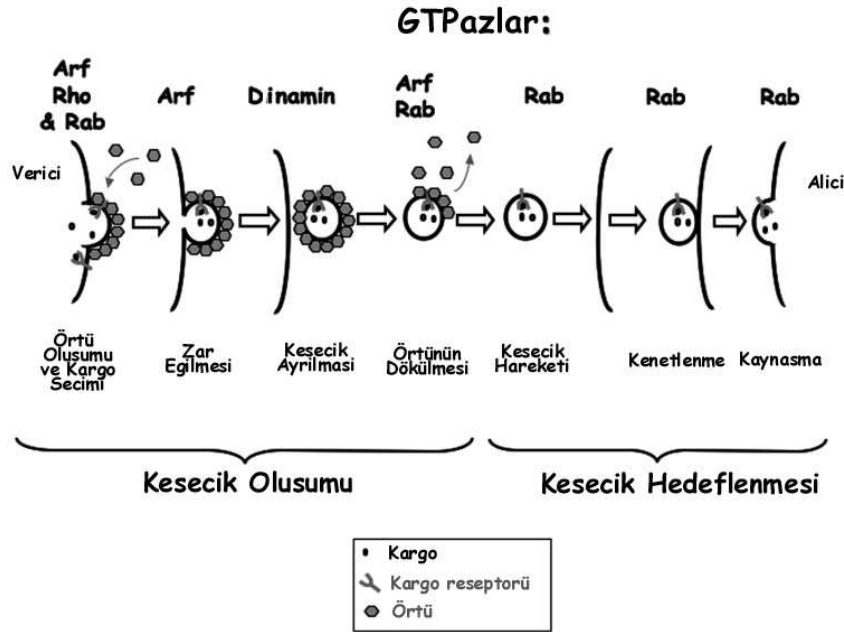 GTPazlar:
Arf
Rho
& Rab
Arf
Dinamin
Arf
Rab
Rab
Rab
Rab
Verici
Alici
Örtü
Olusumu
ve Kargo
Secimi
Zar
Egilmesi
Kesecik
Ayrilmasi
Örtünün
Dökülmesi
Kesecik
Hareketi
Kenetlenme
Kaynasma
Kesecik Olusumu
Kesecik Hedeflenmesi
Kargo
Kargo reseptorü
Örtü